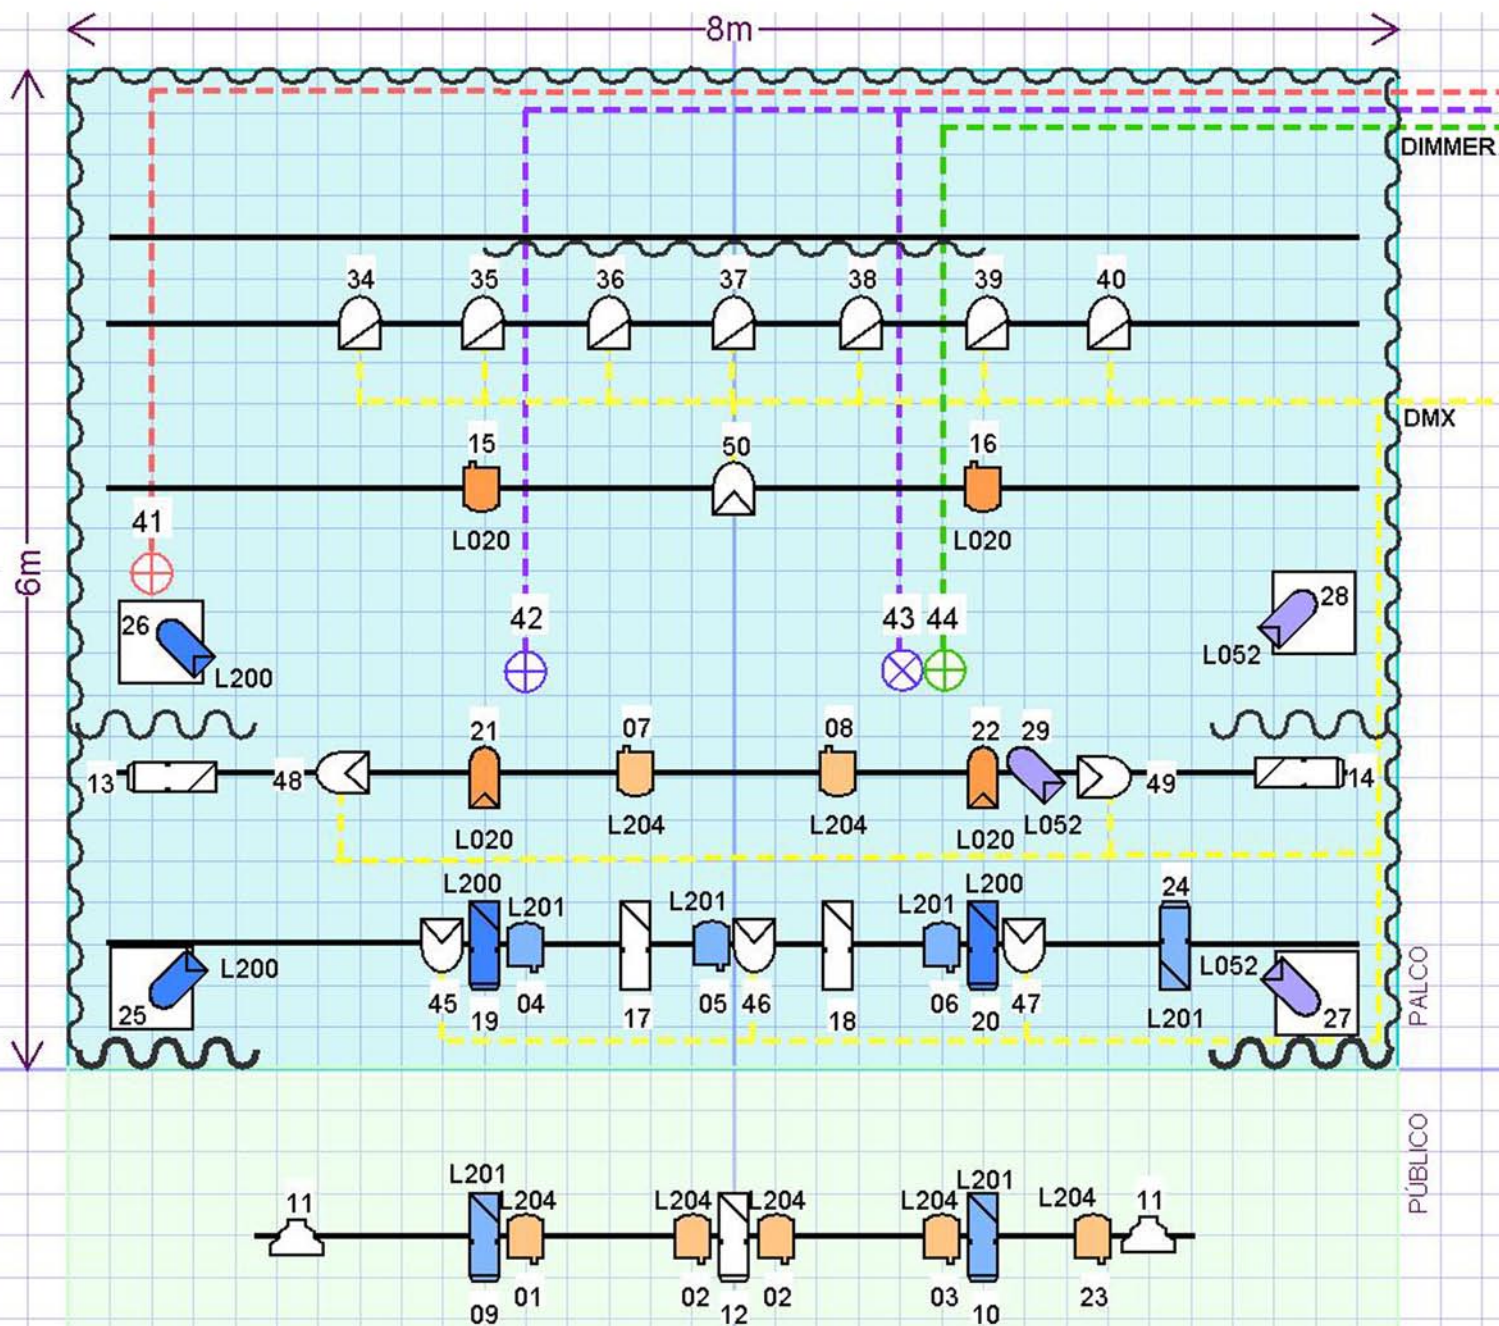 8m
DIMMER
34 35 36 37 38 39 40
DMX
15 50 16
41
L020 L020
6m
42 43 44
26 28
L200 L052
21 07 08 22 29
13 48 49 14
L020 L204 L204 L020 L052
L200 L201 L201 L201 L200 24
L200 L052
45 19 04 17 05 46 18 06 20 47 L201
25 27
PALCO
PÚBLICO
11 L201 L204 L204 L204 L204 L201 L204 11
09 01 02 12 02 03 10 23